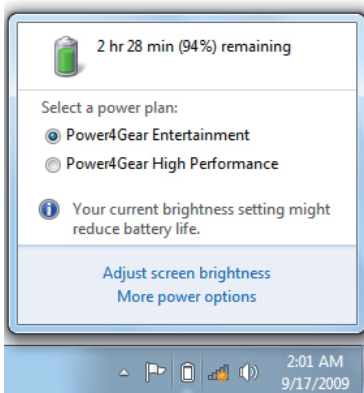 2 hr 28 min (94%) remaining
Select a power plan:
Power4Gear Entertainment
Power4Gear High Performance
Your current brightness setting might
reduce battery life.
Adjust screen brightness
More power options
2:01 AM
9/17/2009